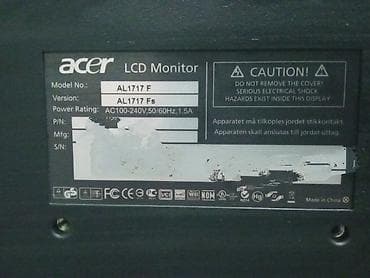 acer LCD Monitor
Model No.: AL1717 F
Version: AL1717 Fs
Power Rating: AC100-240V,50/60Hz,1.5A
P/N:
Mfg:
S/N:
CAUTION!
DO NOT REMOVE THE COVER!
SERIOUS ELECTRICAL SHOCK
HAZARDS EXIST INSIDE THIS DISPLAY
Apparatet må tilkoples jordet stikkontakt.
Apparaten skall anslutas till jordat uttag.
Made in China